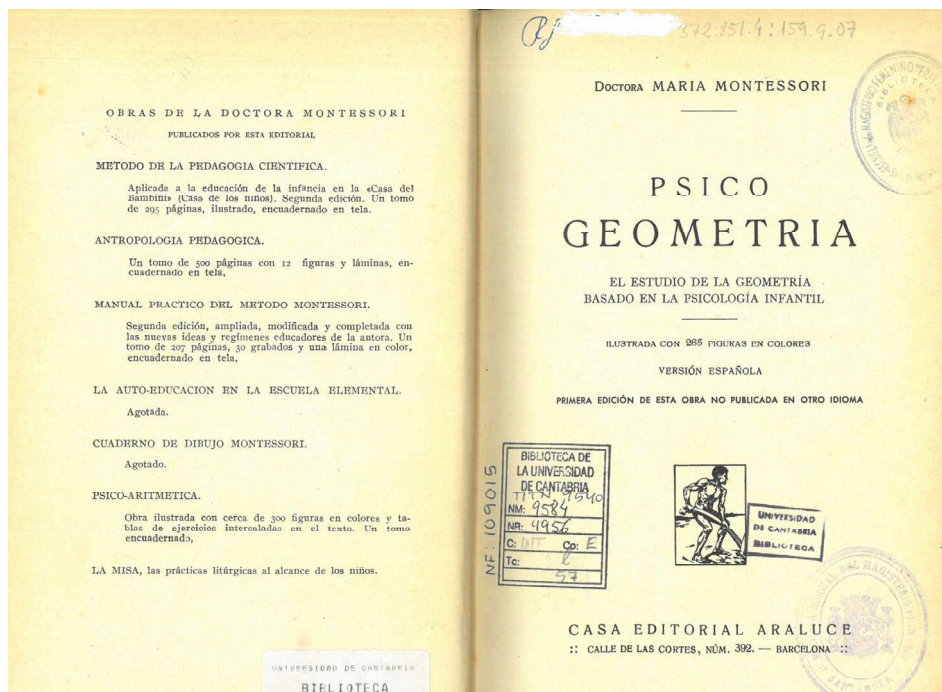 OBRAS DE LA DOCTORA MONTESSORI
PUBLICADOS POR ESTA EDITORIAL
METODO DE LA PEDAGOGIA CIENTIFICA.
Aplicada a la educación de la infancia en la «Casa del
Bambini» (Casa de los niños). Segunda edición. Un tomo
de 295 páginas, ilustrado, encuadernado en tela.
ANTROPOLOGIA PEDAGOGICA.
Un tomo de 500 páginas con 12 figuras y láminas, en-
cuadernado en tela,
MANUAL PRACTICO DEL METODO MONTESSORI.
Segunda edición, ampliada, modificada y completada con
las nuevas ideas y regímenes educadores de la autora. Un
tomo de 207 páginas, 30 grabados y una lámina en color,
encuadernado en tela,
LA AUTO-EDUCACION EN LA ESCUELA ELEMENTAL.
Agotada.
CUADERNO DE DIBUJO MONTESSORI.
Agotado.
PSICO-ARITMETICA.
Obra ilustrada con cerca de 300 figuras en colores y ta-
blas de ejercicios intercaladas en el texto. Un tomo
encuadernado,
LA MISA, las prácticas litúrgicas al alcance de los niños.
UNIVERSIDAD DE CANTABRIA
BIBLIOTECA
372.851.4:159.9.07
DOCTORA MARIA MONTESSORI
PSICO
GEOMETRIA
EL ESTUDIO DE LA GEOMETRÍA
BASADO EN LA PSICOLOGÍA INFANTIL
ILUSTRADA CON 265 FIGURAS EN COLORES
VERSIÓN ESPAÑOLA
PRIMERA EDICIÓN DE ESTA OBRA NO PUBLICADA EN OTRO IDIOMA
NF: 109015
BIBLIOTECA DE
LA UNIVERSIDAD
DE CANTABRIA
NM: 9584
NR: 4956
C: INT Co: E
Tc:
57
UNIVERSIDAD
DE CANTABRIA
BIBLIOTECA
CASA EDITORIAL ARALUCE
:: CALLE DE LAS CORTES, NÚM. 392. — BARCELONA ::